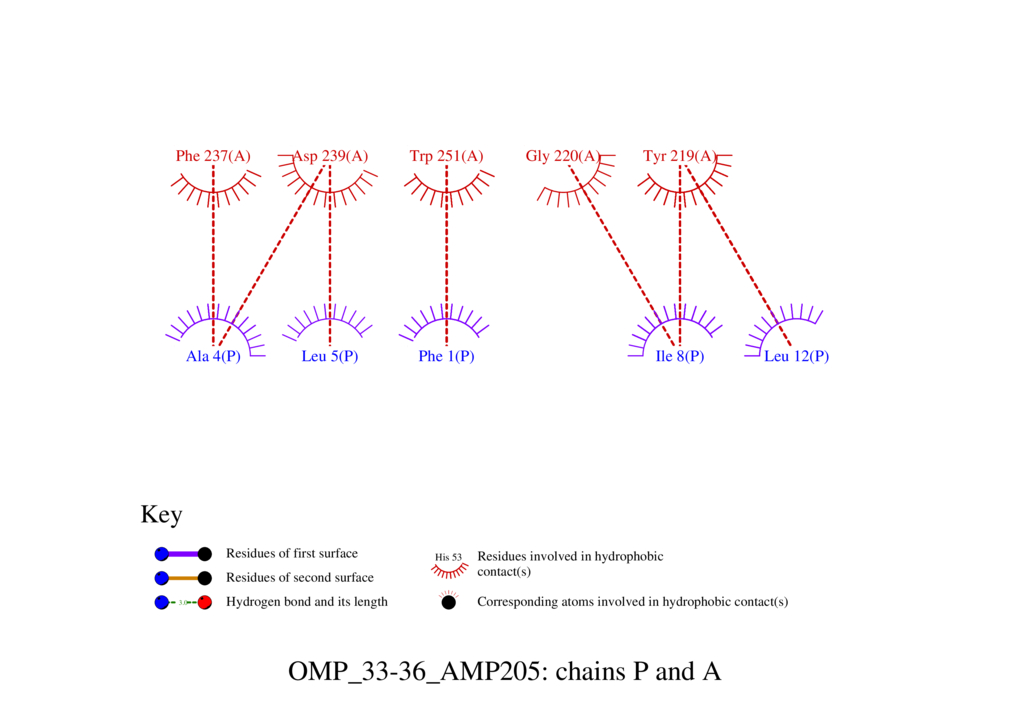 Phe 237(A) Asp 239(A) Trp 251(A) Gly 220(A) Tyr 219(A)
Ala 4(P) Leu 5(P) Phe 1(P) Ile 8(P) Leu 12(P)
Key
Residues of first surface
Residues of second surface
3.0 Hydrogen bond and its length
His 53 Residues involved in hydrophobic
contact(s)
Corresponding atoms involved in hydrophobic contact(s)
OMP_33-36_AMP205: chains P and A